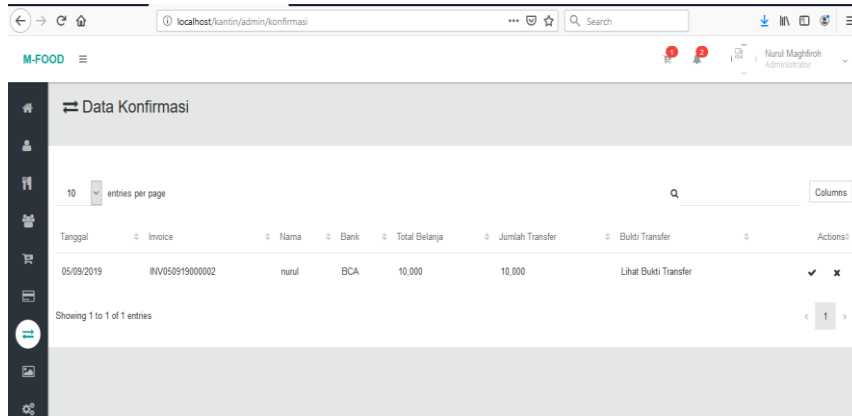 localhost/kantin/admin/konfirmasi
Search
M-FOOD
1
2
Nurul Maghfiroh
Administrator
Data Konfirmasi
10 entries per page
Columns
Tanggal Invoice Nama Bank Total Belanja Jumlah Transfer Bukti Transfer Actions
05/09/2019 INV050919000002 nurul BCA 10,000 10,000 Lihat Bukti Transfer
Showing 1 to 1 of 1 entries
1